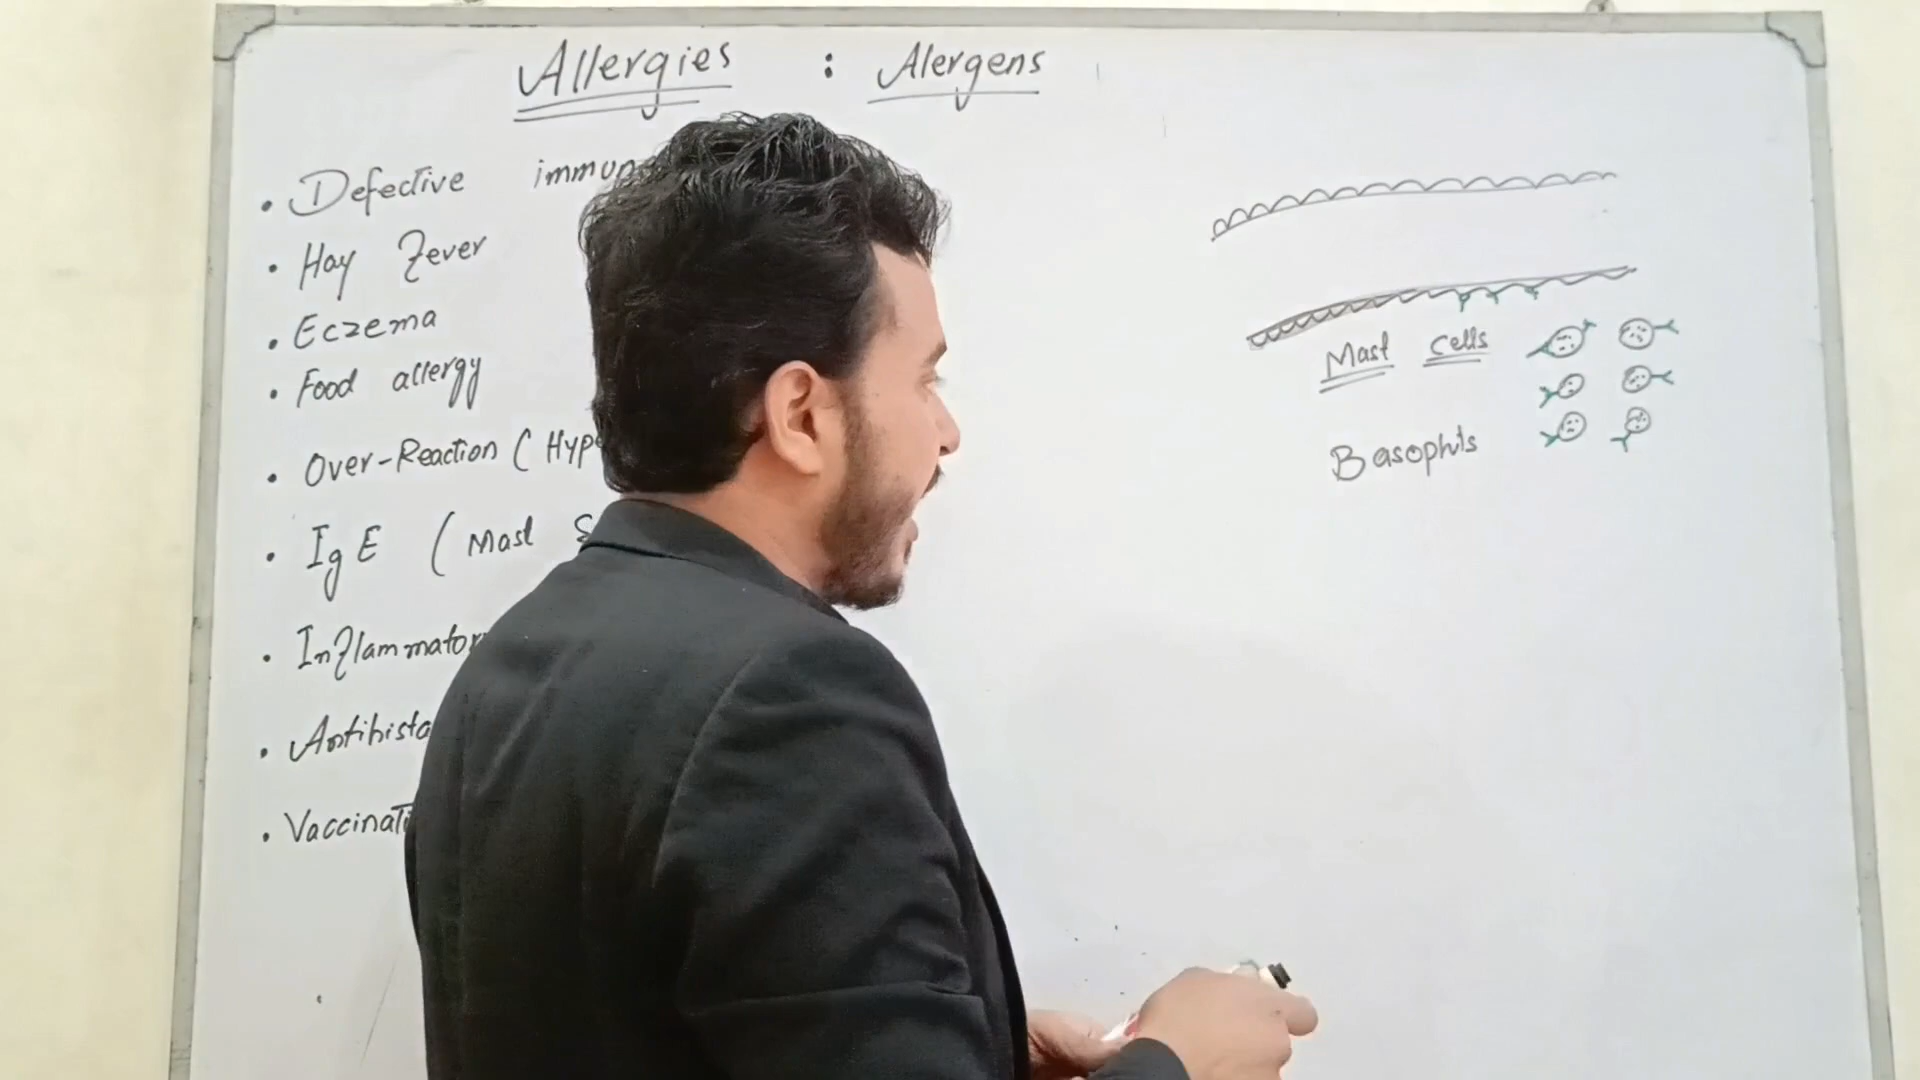 Allergies : Alergens
• Defective immun
• Hay Fever
• Eczema
• Food allergy
• Over-Reaction ( Hype
• IgE ( Mast
• Inflammator
• Antihista
• Vaccinati
Mast cells
Basophils